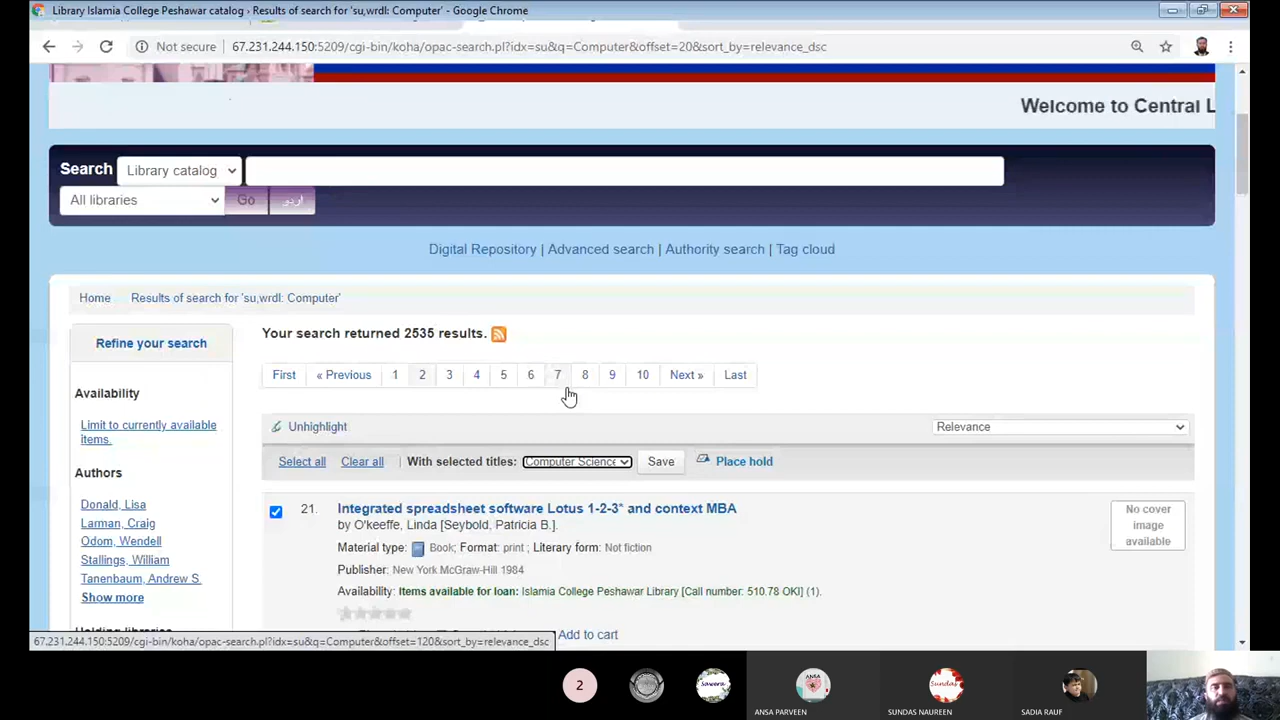 Library Islamia College Peshawar catalog › Results of search for 'su,wrdl: Computer' - Google Chrome
Not secure 67.231.244.150:5209/cgi-bin/koha/opac-search.pl?idx=su&q=Computer&offset=20&sort_by=relevance_dsc
Welcome to Central L
Search Library catalog
All libraries Go اردو
Digital Repository | Advanced search | Authority search | Tag cloud
Home Results of search for 'su,wrdl: Computer'
Refine your search
Availability
Limit to currently available
items.
Authors
Donald, Lisa
Larman, Craig
Odom, Wendell
Stallings, William
Tanenbaum, Andrew S
Show more
Your search returned 2535 results.
First « Previous 1 2 3 4 5 6 7 8 9 10 Next » Last
Unhighlight Relevance
Select all Clear all | With selected titles: Computer Science Save Place hold
21. Integrated spreadsheet software Lotus 1-2-3* and context MBA
by O'keeffe, Linda [Seybold, Patricia B.].
Material type: Book; Format: print ; Literary form: Not fiction
Publisher: New York McGraw-Hill 1984
Availability: Items available for loan: Islamia College Peshawar Library [Call number: 510.78 OKI] (1).
No cover
image
available
Add to cart
67.231.244.150:5209/cgi-bin/koha/opac-search.pl?idx=su&q=Computer&offset=120&sort_by=relevance_dsc
2
Sawera
ANSA
PARVEEN
Sundas
ANSA PARVEEN
SUNDAS NAUREEN
SADIA RAUF